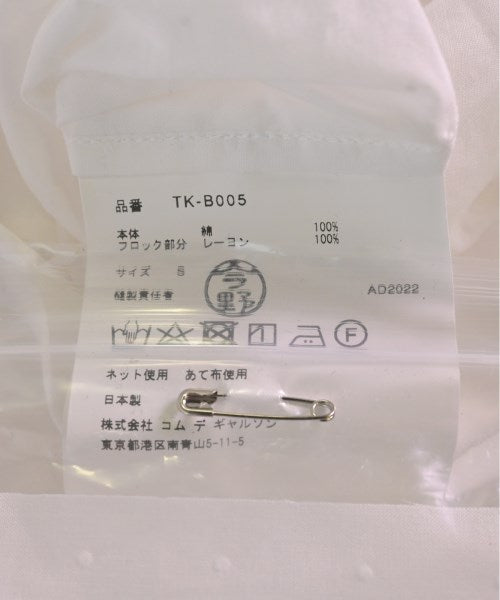 品番 TK-B005
本体 綿 100%
フロック部分 レーヨン 100%
サイズ S
縫製責任者 今野 AD2022
1 F
ネット使用 あて布使用
日本製
株式会社 コム デ ギャルソン
東京都港区南青山5-11-5